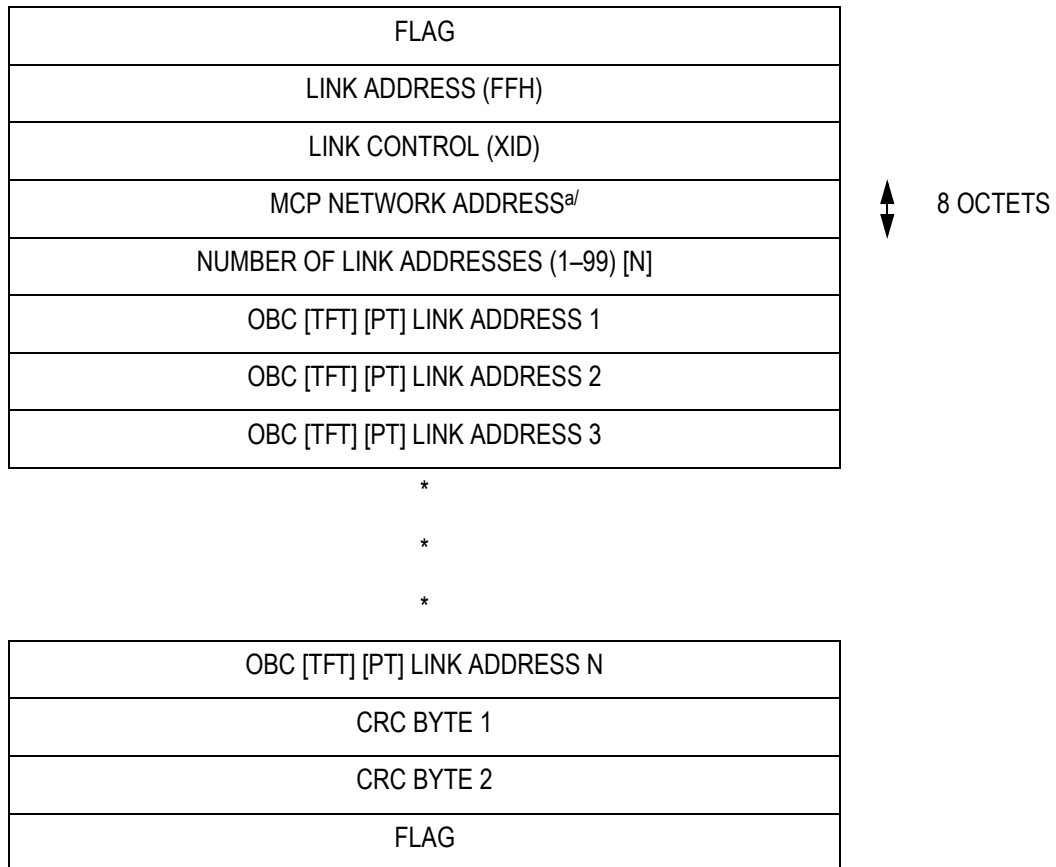 FLAG
LINK ADDRESS (FFH)
LINK CONTROL (XID)
MCP NETWORK ADDRESSa/
8 OCTETS
NUMBER OF LINK ADDRESSES (1–99) [N]
OBC [TFT] [PT] LINK ADDRESS 1
OBC [TFT] [PT] LINK ADDRESS 2
OBC [TFT] [PT] LINK ADDRESS 3
*
*
*
OBC [TFT] [PT] LINK ADDRESS N
CRC BYTE 1
CRC BYTE 2
FLAG